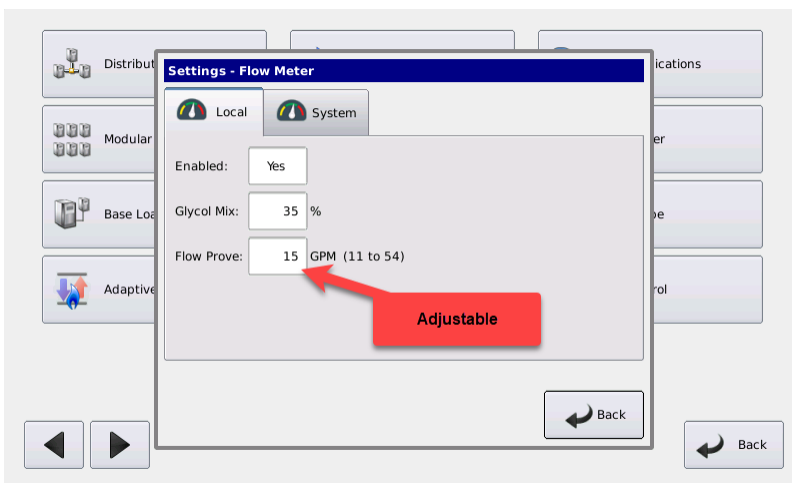 Distribut
ications
Settings - Flow Meter
Local
System
Modular
er
Enabled:
Yes
Glycol Mix:
35 %
Base Loa
pe
Flow Prove:
15 GPM (11 to 54)
Adaptive
rol
Adjustable
Back
Back